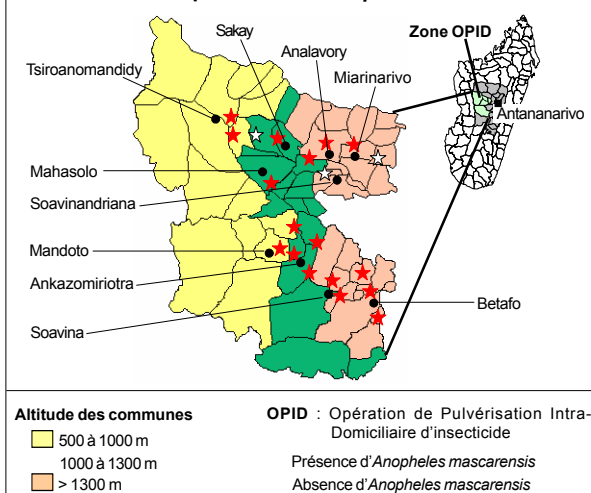 Sakay
Zone OPID
Analavory
Tsiroanomandidy
Miarinarivo
Antananarivo
Mahasolo
Soavinandriana
Mandoto
Ankazomiriotra
Betafo
Soavina
Altitude des communes
500 à 1000 m
1000 à 1300 m
> 1300 m
OPID : Opération de Pulvérisation Intra-
Domiciliaire d'insecticide
Présence d'Anopheles mascarensis
Absence d'Anopheles mascarensis